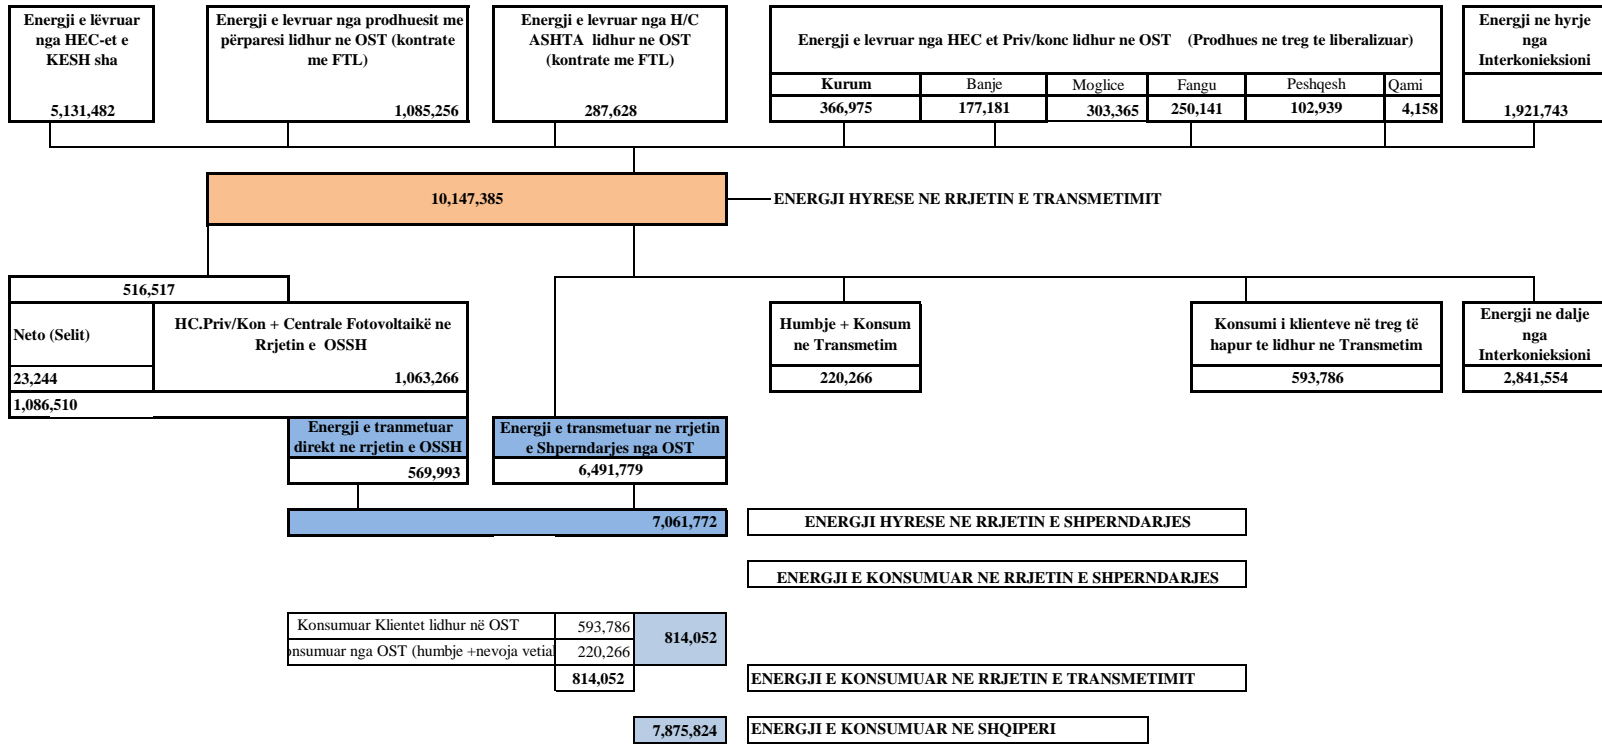 Energji e lëvruar
nga HEC-et e
KESH sha
5,131,482
Energji e levruar nga prodhuesit me
përparesi lidhur ne OST (kontrate
me FTL)
1,085,256
Energji e levruar nga H/C
ASHTA lidhur ne OST
(kontrate me FTL)
287,628
Energji e levruar nga HEC et Priv/konc lidhur ne OST (Prodhues ne treg te liberalizuar)
Kurum Banje Moglice Fangu Peshqesh Qami
366,975 177,181 303,365 250,141 102,939 4,158
Energji ne hyrje
nga
Interkonieksioni
1,921,743
10,147,385
ENERGJI HYRESE NE RRJETIN E TRANSMETIMIT
516,517
Neto (Selit)
23,244
HC.Priv/Kon + Centrale Fotovoltaikë ne
Rrjetin e OSSH
1,063,266
1,086,510
Humbje + Konsum
ne Transmetim
220,266
Konsumi i klienteve në treg të
hapur te lidhur ne Transmetim
593,786
Energji ne dalje
nga
Interkonieksioni
2,841,554
Energji e tranmetuar
direkt ne rrjetin e OSSH
569,993
Energji e transmetuar ne rrjetin
e Shperndarjes nga OST
6,491,779
7,061,772
ENERGJI HYRESE NE RRJETIN E SHPERNDARJES
ENERGJI E KONSUMUAR NE RRJETIN E SHPERNDARJES
Konsumuar Klientet lidhur në OST 593,786
814,052
onsumuar nga OST (humbje +nevoja vetial 220,266
814,052
ENERGJI E KONSUMUAR NE RRJETIN E TRANSMETIMIT
7,875,824
ENERGJI E KONSUMUAR NE SHQIPERI